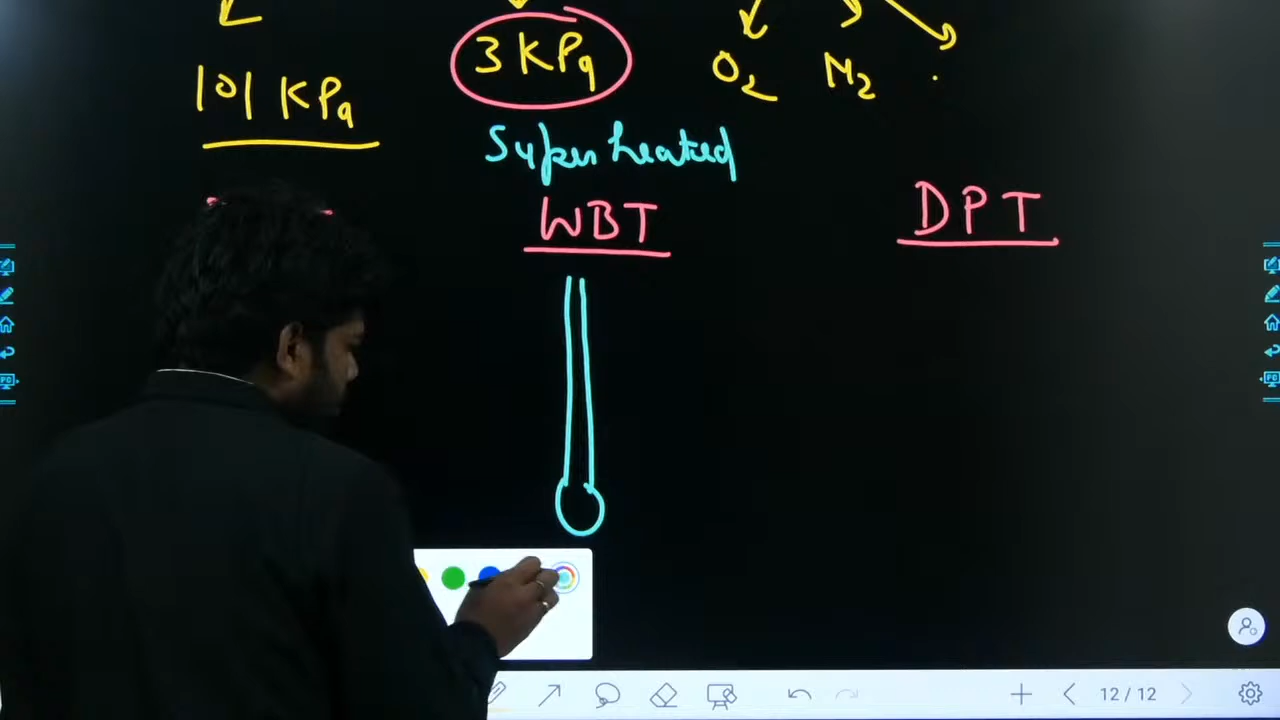 101 KPa
3 KPa
O2 N2 .
Superheated
WBT
DPT
12/12